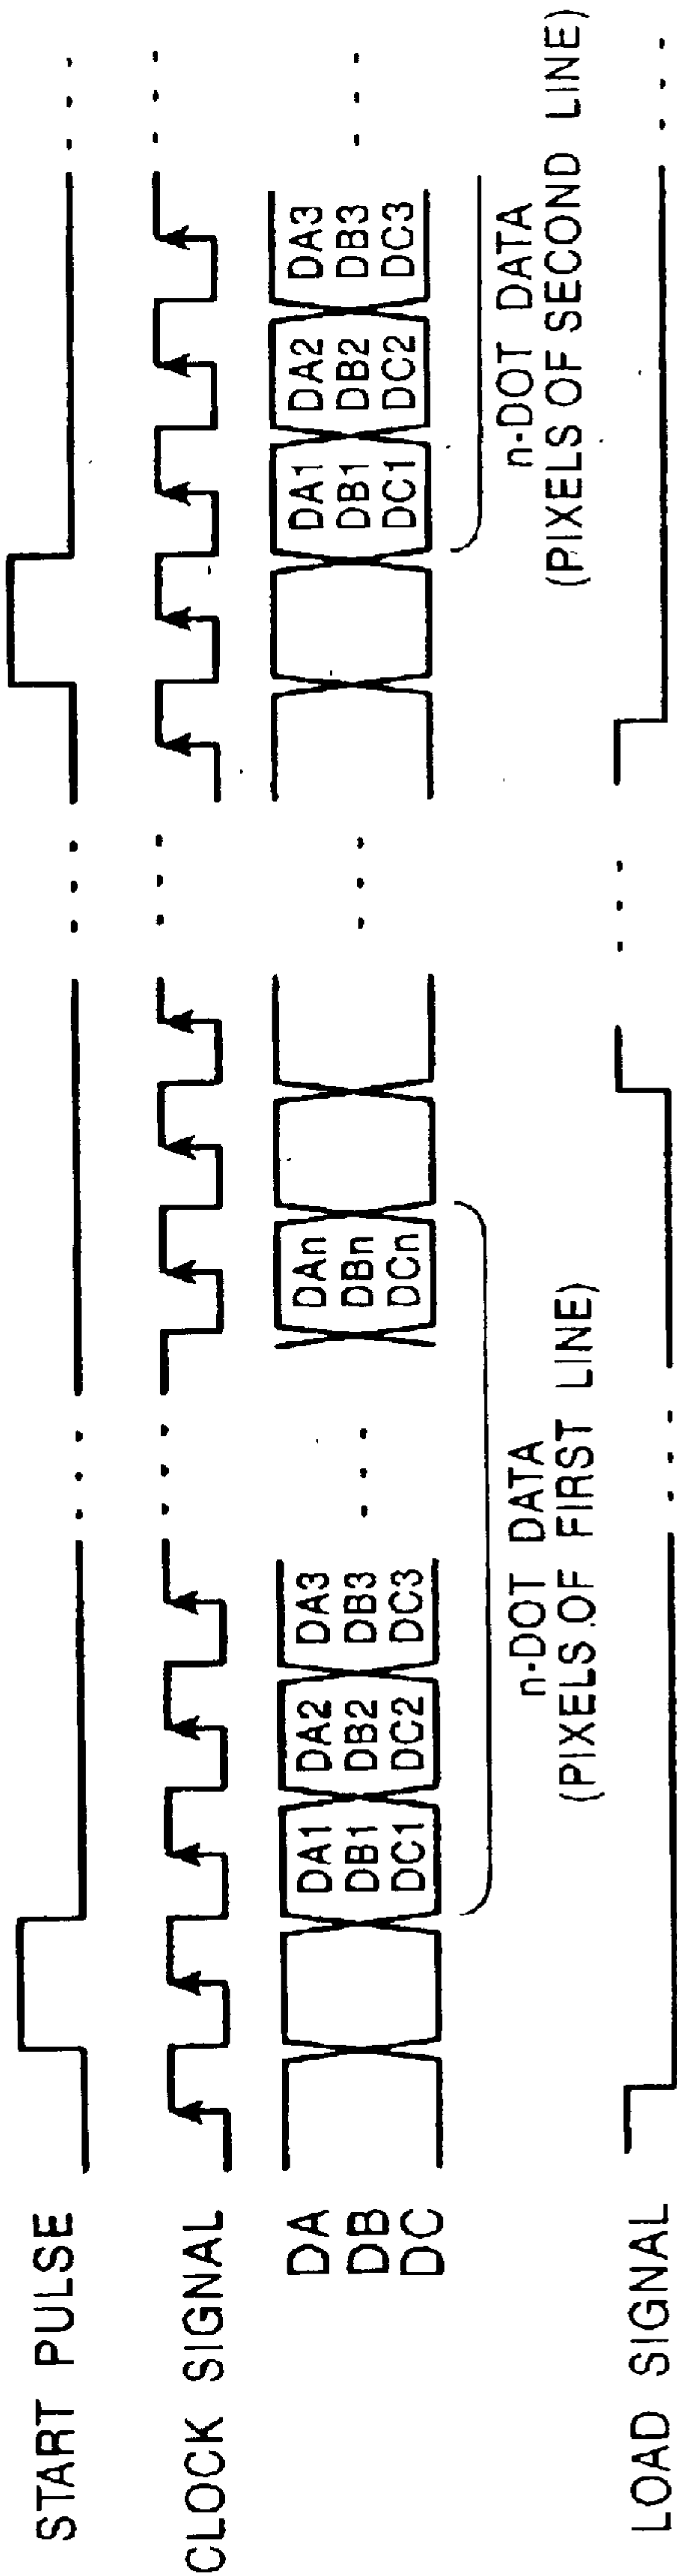 START PULSE
CLOCK SIGNAL
DA
DB
DC
DA1 DA2 DA3
DB1 DB2 DB3
DC1 DC2 DC3
DAn
DBn
DCn
DA1 DA2 DA3
DB1 DB2 DB3
DC1 DC2 DC3
n-DOT DATA
(PIXELS OF FIRST LINE)
n-DOT DATA
(PIXELS OF SECOND LINE)
LOAD SIGNAL